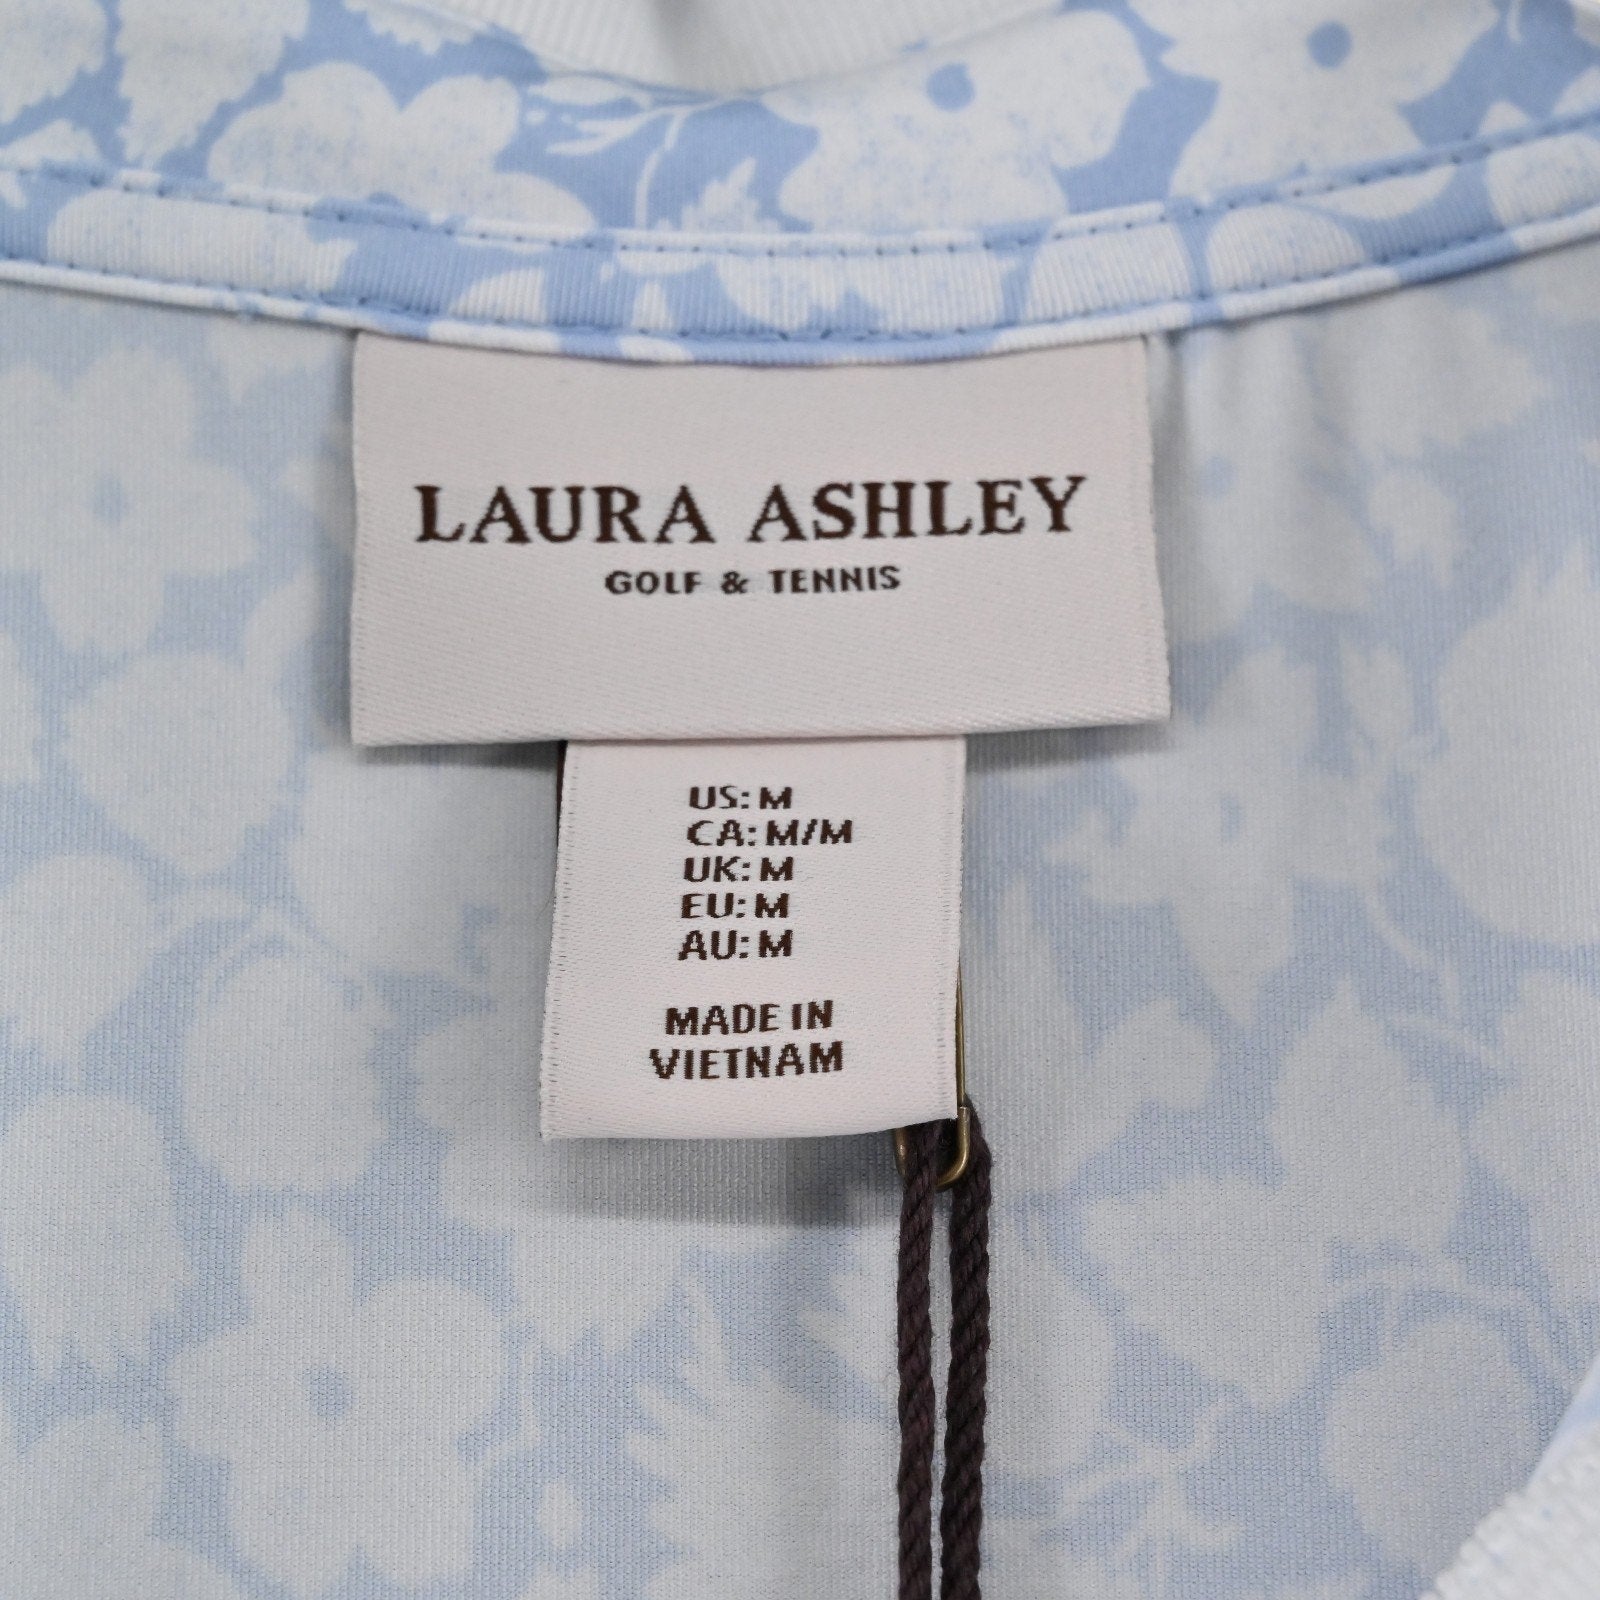 LAURA ASHLEY
GOLF & TENNIS
US: M
CA: M/M
UK: M
EU: M
AU: M
MADE IN
VIETNAM